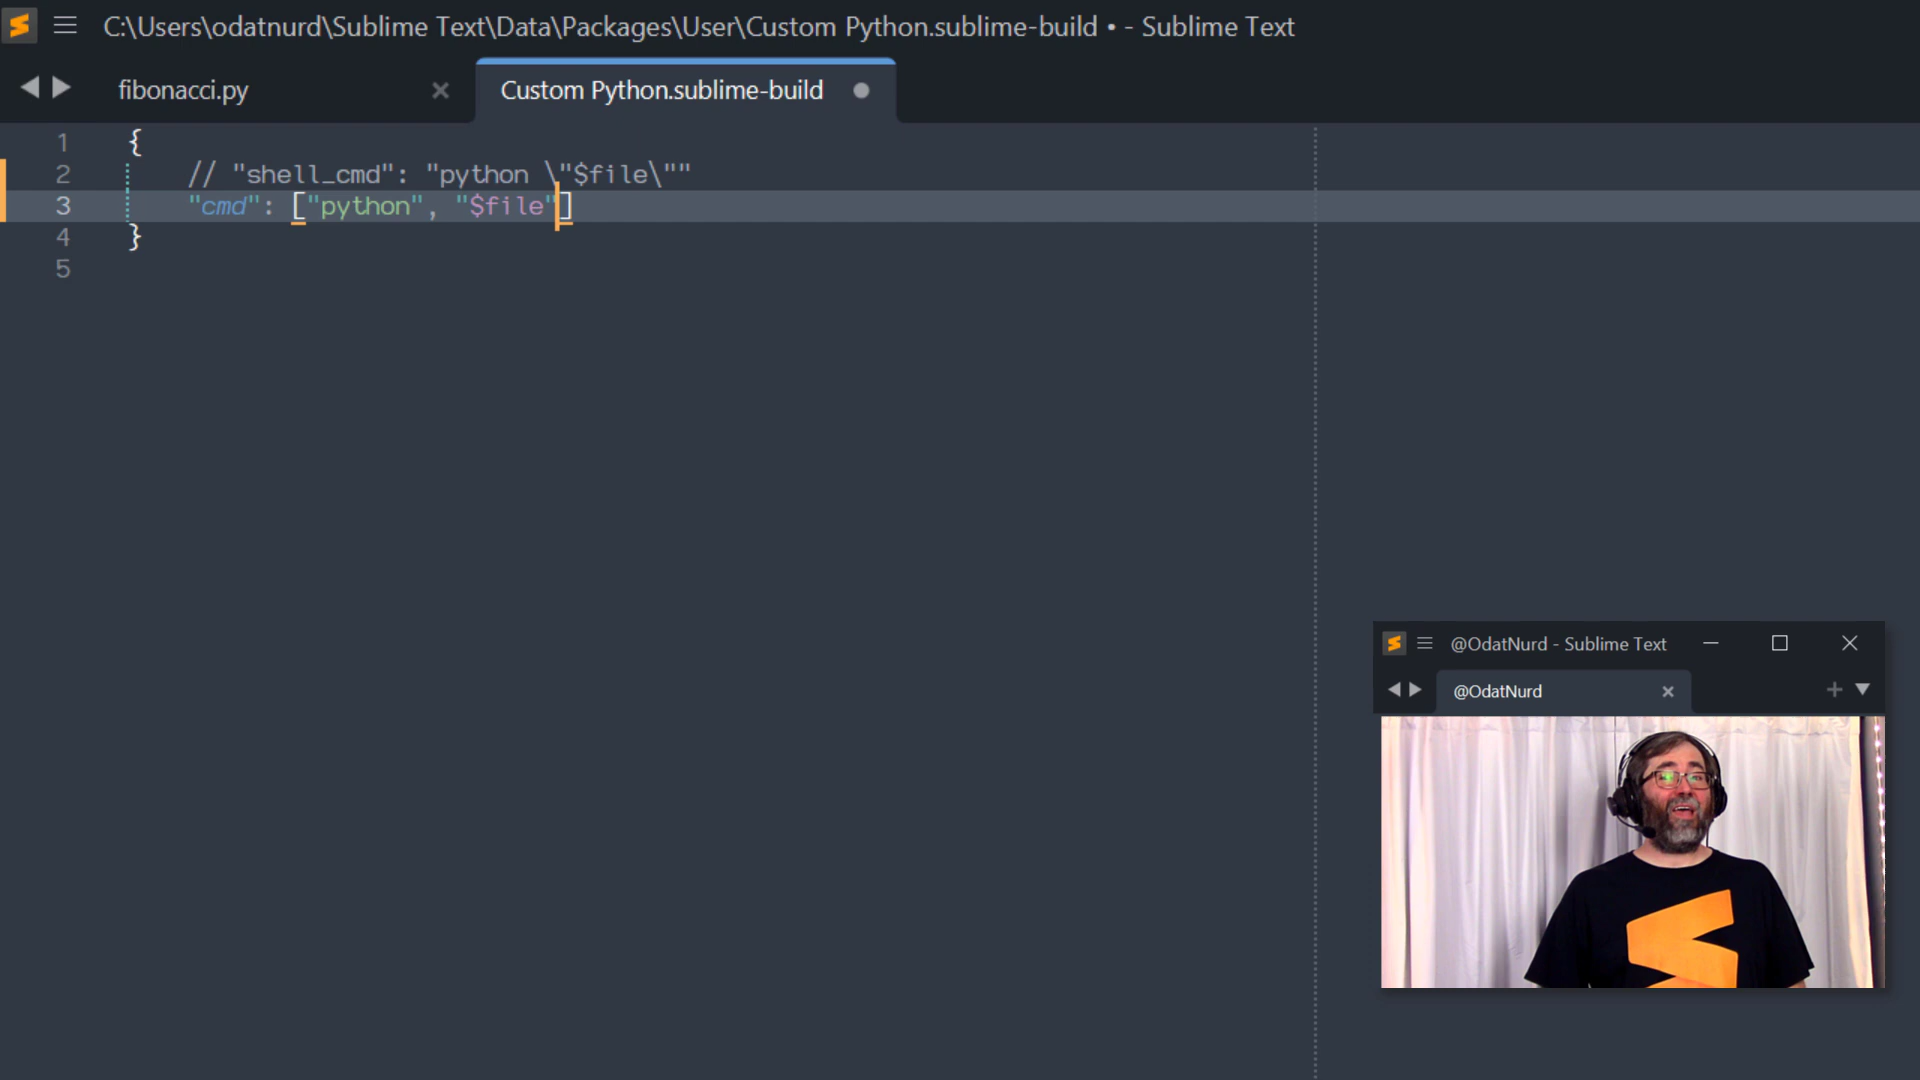 C:\Users\odatnurd\Sublime Text\Data\Packages\User\Custom Python.sublime-build • - Sublime Text
fibonacci.py
Custom Python.sublime-build
1 {
2 // "shell_cmd": "python \"$file\""
3 "cmd": ["python", "$file"]
4 }
5
@OdatNurd - Sublime Text
@OdatNurd